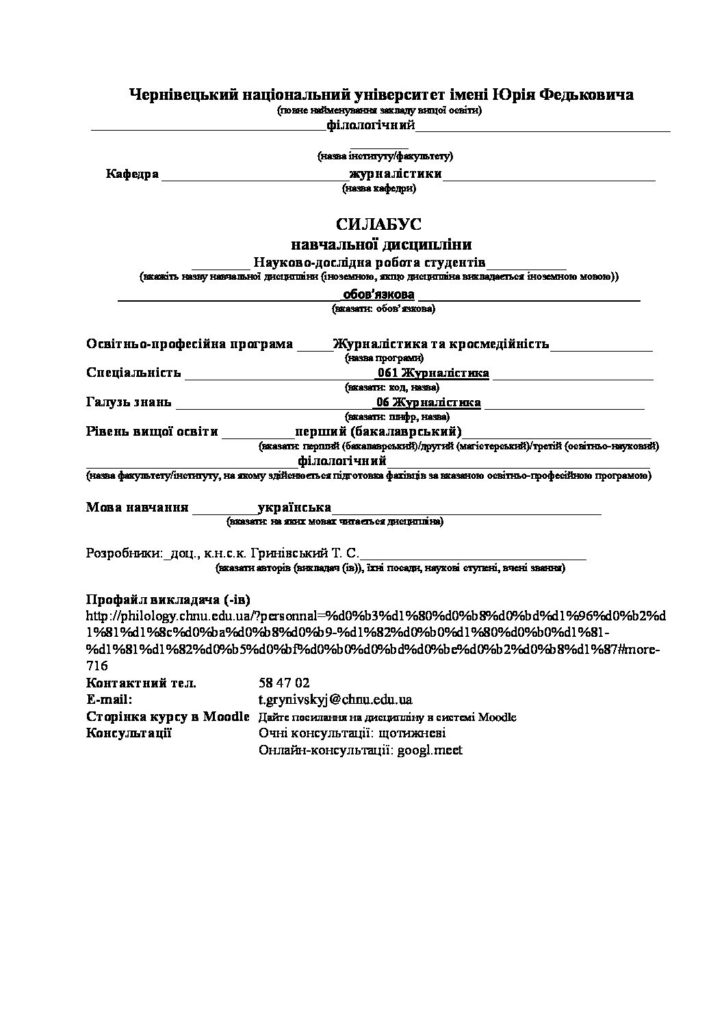 Чернівецький національний університет імені Юрія Федьковича
(повне найменування закладу вищої освіти)
філологічний
(назва інституту/факультету)
Кафедра журналістики
(назва кафедри)
СИЛАБУС
навчальної дисципліни
Науково-дослідна робота студентів
(вкажіть назву навчальної дисципліни (іноземною, якщо дисципліна викладається іноземною мовою))
обов'язкова
(вказати: обов'язкова)
Освітньо-професійна програма Журналістика та кросмедійність
(назва програми)
Спеціальність 061 Журналістика
(вказати: код, назва)
Галузь знань 06 Журналістика
(вказати: шифр, назва)
Рівень вищої освіти перший (бакалаврський)
(вказати: перший (бакалаврський)/другий (магістерський)/третій (освітньо-науковий)
філологічний
(назва факультету/інституту, на якому здійснюється підготовка фахівців за вказаною освітньо-професійною програмою)
Мова навчання українська
(вказати: на яких мовах читається дисципліна)
Розробники: доц., к.н.с.к. Гринівський Т. С.
(вказати авторів (викладач (ів)), їхні посади, наукові ступені, вчені звання)
Профайл викладача (-ів)
http://philology.chnu.edu.ua/?personnal=%d0%b3%d1%80%d0%b8%d0%bd%d1%96%d0%b2%d
1%81%d1%8c%d0%ba%d0%b8%d0%b9-%d1%82%d0%b0%d1%80%d0%b0%d1%81-
%d1%81%d1%82%d0%b5%d0%bf%d0%b0%d0%bd%d0%be%d0%b2%d0%b8%d1%87#more-
716
Контактний тел. 58 47 02
E-mail: t.grynivskyj@chnu.edu.ua
Сторінка курсу в Moodle Дайте посилання на дисципліну в системі Moodle
Консультації Очні консультації: щотижневі
Онлайн-консультації: googl.meet